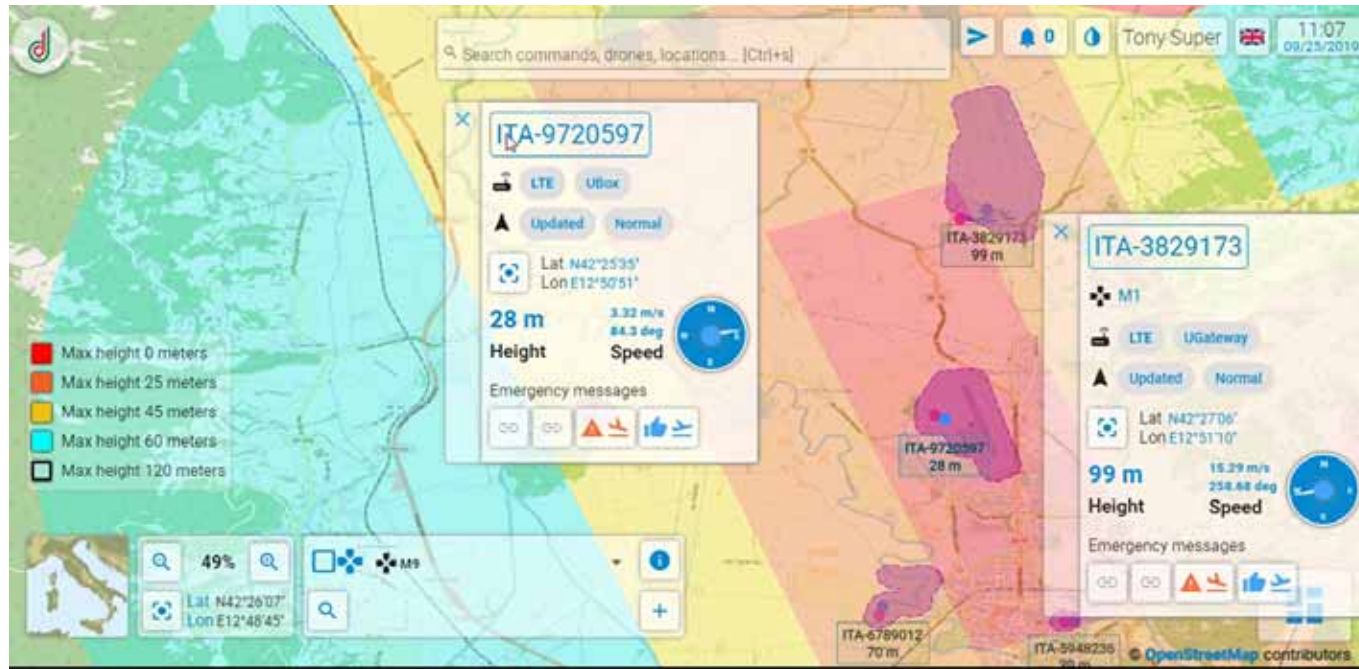 Search commands, drones, locations... [Ctrl+s]
0
Tony Super
11:07
09/25/2019
ITA-9720597
LTE UBox
Updated Normal
Lat N42°25'35"
Lon E12°50'51"
28 m
3.32 m/s
84.3 deg
Height Speed
Emergency messages
ITA-3829173
99 m
ITA-3829173
M1
LTE UGateway
Updated Normal
Lat N42°27'06"
Lon E12°51'10"
99 m
15.29 m/s
258.68 deg
Height Speed
Emergency messages
ITA-9720597
28 m
Max height 0 meters
Max height 25 meters
Max height 45 meters
Max height 60 meters
Max height 120 meters
49%
Lat N42°26'07"
Lon E12°48'45"
M9
ITA-6789012
70 m
ITA-5948236
© OpenStreetMap contributors